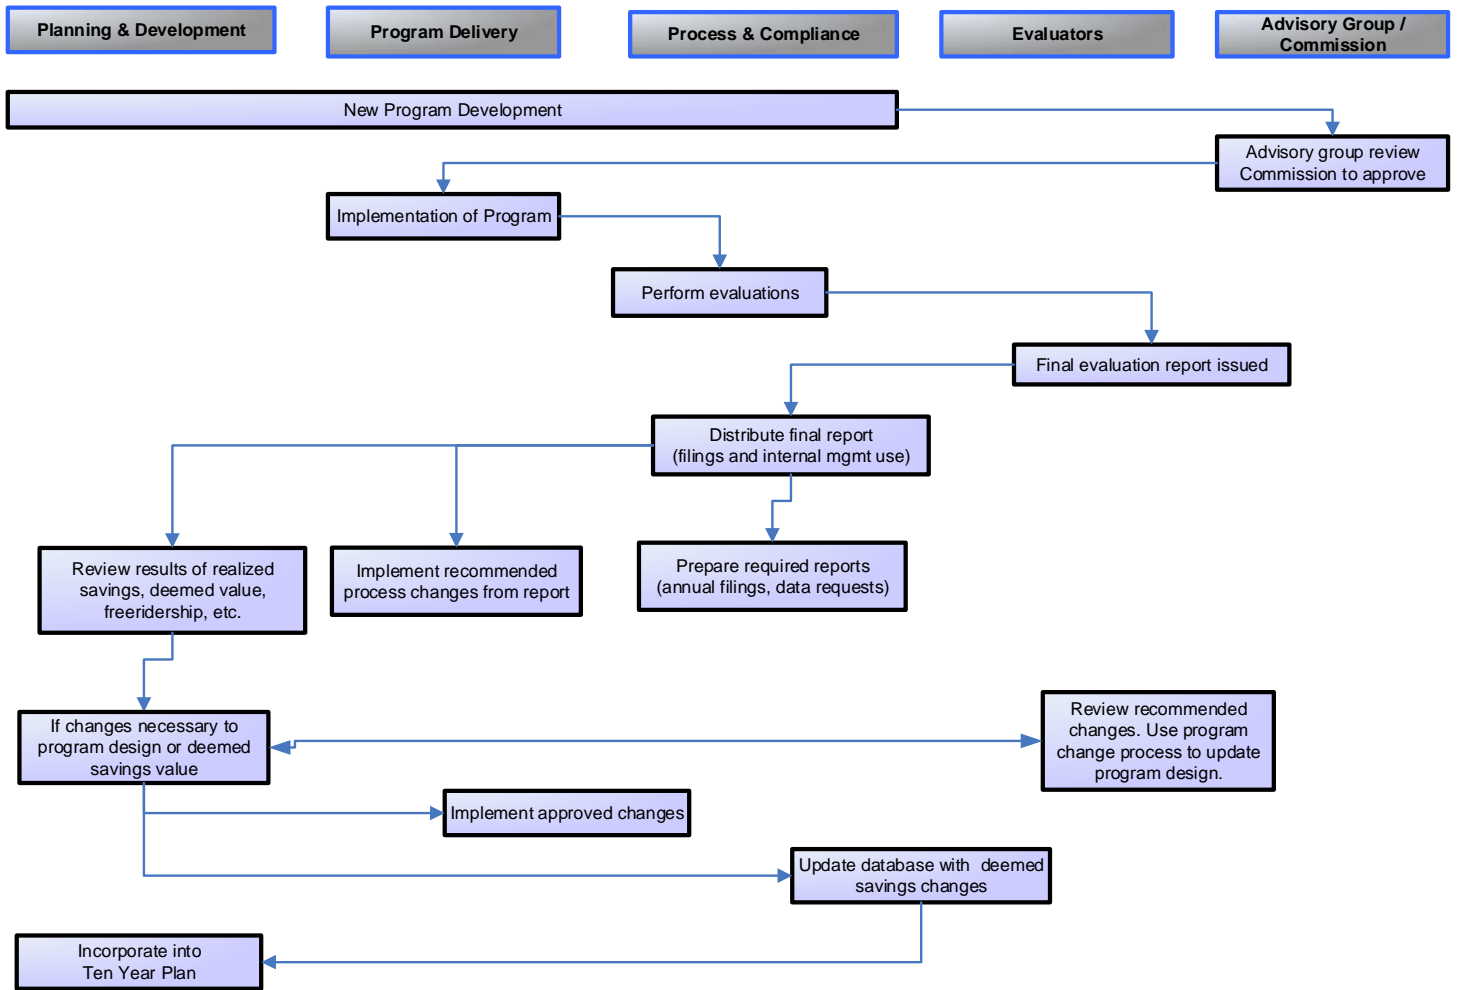 Planning & Development
Program Delivery
Process & Compliance
Evaluators
Advisory Group /
Commission
New Program Development
Advisory group review
Commission to approve
Implementation of Program
Perform evaluations
Final evaluation report issued
Distribute final report
(filings and internal mgmt use)
Review results of realized
savings, deemed value,
freeridership, etc.
Implement recommended
process changes from report
Prepare required reports
(annual filings, data requests)
If changes necessary to
program design or deemed
savings value
Review recommended
changes. Use program
change process to update
program design.
Implement approved changes
Update database with deemed
savings changes
Incorporate into
Ten Year Plan